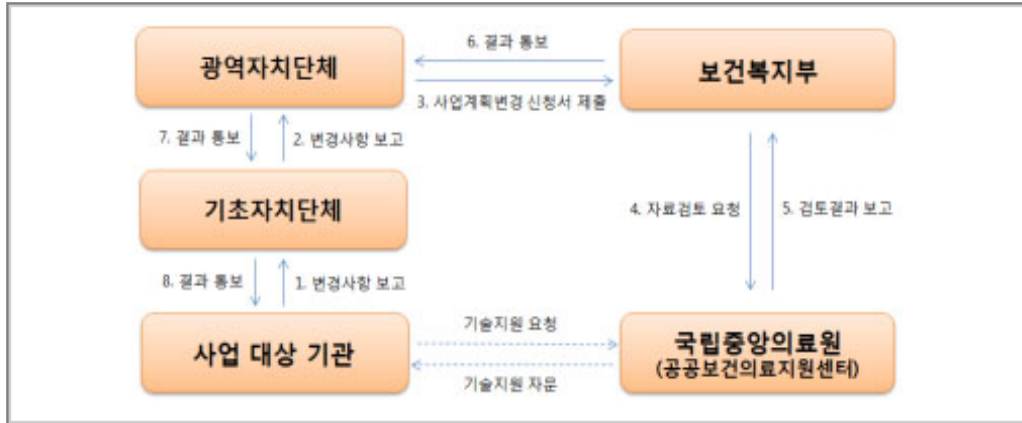 6. 결과 통보
광역자치단체
보건복지부
3. 사업계획변경 신청서 제출
7. 결과 통보
2. 변경사항 보고
기초자치단체
4. 자료검토 요청
5. 검토결과 보고
8. 결과 통보
1. 변경사항 보고
기술지원 요청
사업 대상 기관
국립중앙의료원
(공공보건의료지원센터)
기술지원 자문